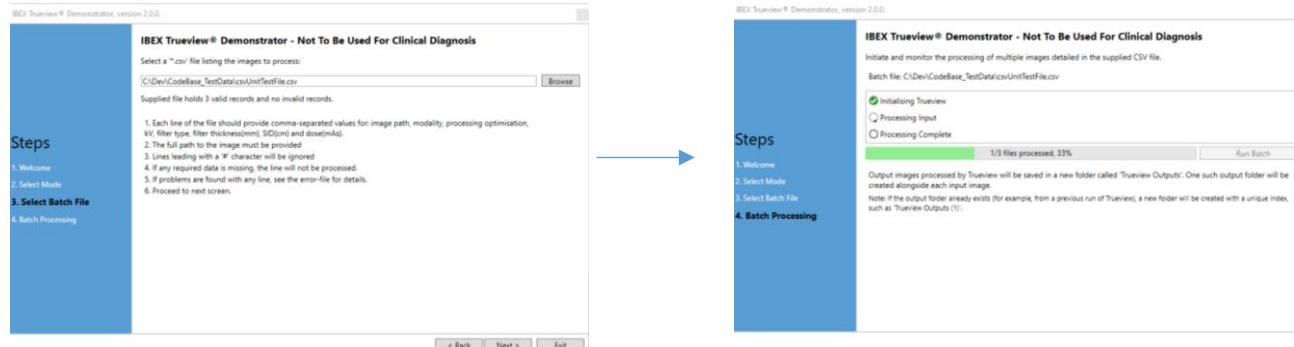 IBEX Trueview® Demonstrator, version 2.0.0.
IBEX Trueview® Demonstrator - Not To Be Used For Clinical Diagnosis
Select a '*.csv' file listing the images to process:
C:\Dev\CodeBase_TestData\csvUnitTestFile.csv
Browse
Supplied file holds 3 valid records and no invalid records.
1. Each line of the file should provide comma-separated values for: image path, modality, processing optimisation,
kV, filter type, filter thickness(mm), SID(cm) and dose(mAs).
2. The full path to the image must be provided
3. Lines leading with a '#' character will be ignored
4. If any required data is missing, the line will not be processed.
5. If problems are found with any line, see the error-file for details.
6. Proceed to next screen.
Steps
1. Welcome
2. Select Mode
3. Select Batch File
4. Batch Processing
< Back
Next >
Exit
IBEX Trueview® Demonstrator, version 2.0.0.
IBEX Trueview® Demonstrator - Not To Be Used For Clinical Diagnosis
Initiate and monitor the processing of multiple images detailed in the supplied CSV file.
Batch file: C:\Dev\CodeBase_TestData\csvUnitTestFile.csv
Initialising Trueview
Processing Input
Processing Complete
1/3 files processed, 33%
Run Batch
Output images processed by Trueview will be saved in a new folder called 'Trueview Outputs'. One such output folder will be
created alongside each input image.
Note: If the output folder already exists (for example, from a previous run of Trueview), a new folder will be created with a unique index,
such as 'Trueview Outputs (1)'.
Steps
1. Welcome
2. Select Mode
3. Select Batch File
4. Batch Processing